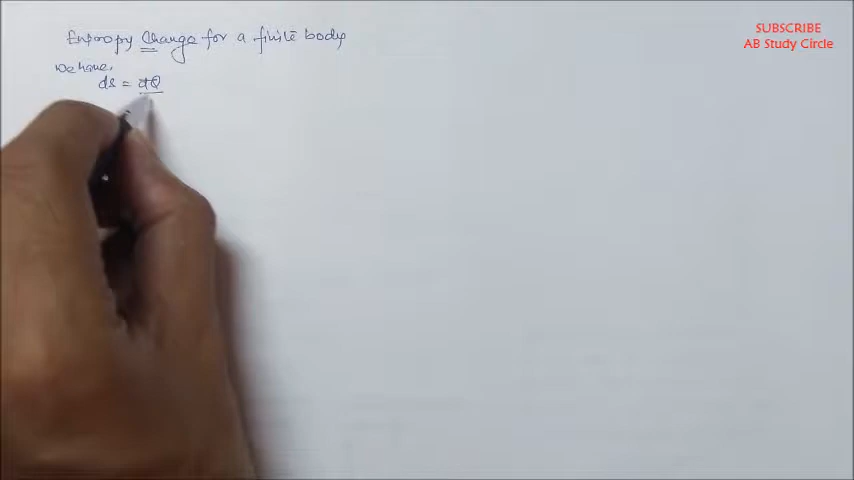 Entropy Change for a finite body
We have,
ds = đQ
SUBSCRIBE
AB Study Circle